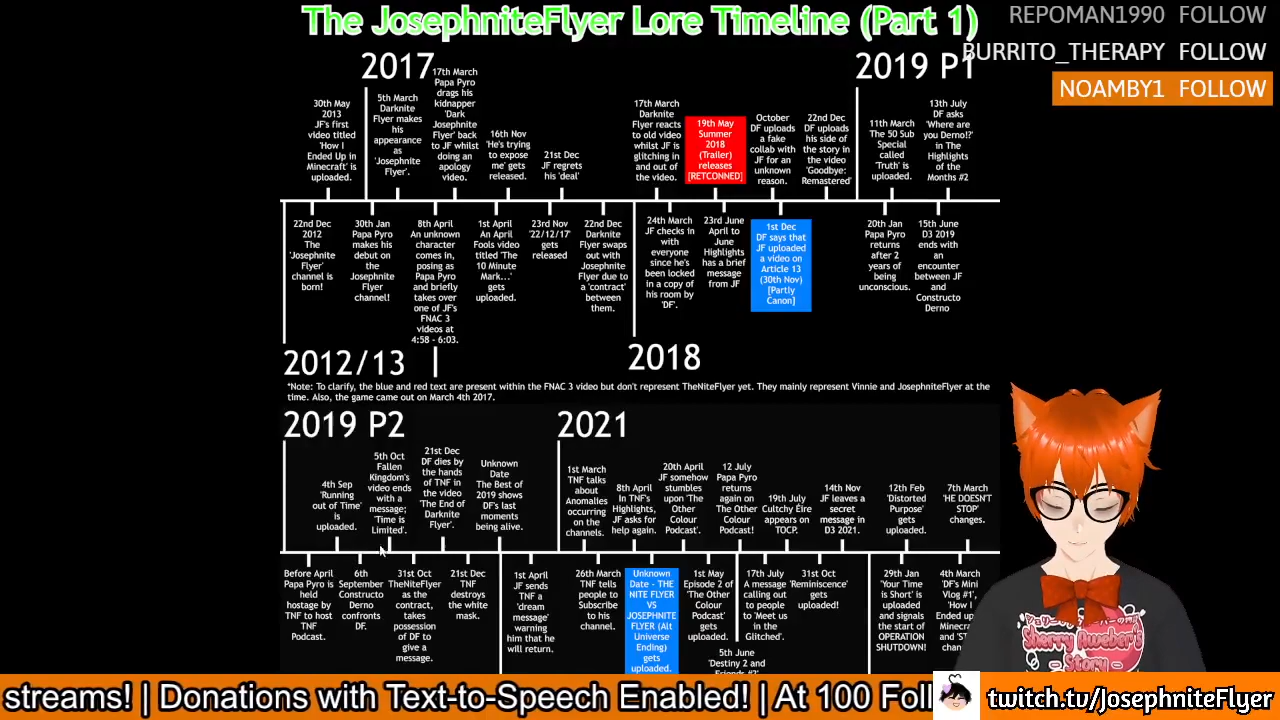 The JosephniteFlyer Lore Timeline (Part 1)
REPOMAN1990 FOLLOW
BURRITO_THERAPY FOLLOW
NOAMBY1 FOLLOW
2017
2019 P1
30th May
2013
JF's first
video titled
'How I
Ended Up in
Minecraft' is
uploaded.
5th March
Darknite
Flyer makes
his
appearance
as
'Josephnite
Flyer'.
17th March
Papa Pyro
drags his
kidnapper
'Dark
Josephnite
Flyer' back
to JF whilst
doing an
apology
video.
16th Nov
'He's trying
to expose
me' gets
released.
21st Dec
JF regrets
his 'deal'
17th March
Darknite
Flyer reacts
to old video
whilst JF is
glitching in
and out of
the video.
19th May
Summer
2018
(Trailer)
releases
[RETCONNED]
October
DF uploads
a fake
collab with
JF for an
unknown
reason.
22nd Dec
DF uploads
his side of
the story in
the video
'Goodbye:
Remastered'
11th March
The 50 Sub
Special
called
'Truth' is
uploaded.
13th July
DF asks
'Where are
you Derno!?'
in The
Highlights
of the
Months #2
22nd Dec
2012
The
'Josephnite
Flyer'
channel is
born!
30th Jan
Papa Pyro
makes his
debut on
the
Josephnite
Flyer
channel!
8th April
An unknown
character
comes in,
posing as
Papa Pyro
and briefly
takes over
one of JF's
FNAC 3
videos at
4:58 - 6:03.
1st April
An April
Fools video
titled 'The
10 Minute
Mark...'
gets
uploaded.
23rd Nov
'22/12/17'
gets
released
22nd Dec
Darknite
Flyer swaps
out with
Josephnite
Flyer due to
a 'contract'
between
them.
24th March
JF checks in
with
everyone
since he's
been locked
in a copy of
his room by
'DF'.
23rd June
April to
June
Highlights
has a brief
message
from JF
1st Dec
DF says that
JF uploaded
a video on
Article 13
(30th Nov)
[Partly
Canon]
20th Jan
Papa Pyro
returns
after 2
years of
being
unconscious.
15th June
D3 2019
ends with
an
encounter
between JF
and
Constructo
Derno
2012/13
2018
*Note: To clarify, the blue and red text are present within the FNAC 3 video but don't represent TheNiteFlyer yet. They mainly represent Vinnie and JosephniteFlyer at the
time. Also, the game came out on March 4th 2017.
2019 P2
2021
4th Sep
'Running
out of Time'
is
uploaded.
5th Oct
Fallen
Kingdom's
video ends
with a
message;
'Time is
Limited'.
21st Dec
DF dies by
the hands
of TNF in
the video
'The End of
Darknite
Flyer'.
Unknown
Date
The Best of
2019 shows
DF's last
moments
being alive.
1st March
TNF talks
about
Anomalies
occurring
on the
channels.
8th April
In TNF's
Highlights,
JF asks for
help again.
20th April
JF somehow
stumbles
upon 'The
Other
Colour
Podcast'.
12 July
Papa Pyro
returns
again on
The Other
Colour
Podcast!
19th July
Cultchy Éire
appears on
TOCP.
14th Nov
JF leaves a
secret
message in
D3 2021.
12th Feb
'Distorted
Purpose'
gets
uploaded.
7th March
'HE DOESN'T
STOP'
changes.
Before April
Papa Pyro is
held
hostage by
TNF to host
TNF
Podcast.
6th
September
Constructo
Derno
confronts
DF.
31st Oct
TheNiteFlyer
as the
contract,
takes
possession
of DF to
give a
message.
21st Dec
TNF
destroys
the white
mask.
1st April
JF sends
TNF a
'dream
message'
warning
him that he
will return.
26th March
TNF tells
people to
Subscribe
to his
channel.
Unknown
Date - THE
NITE FLYER
VS
JOSEPHNITE
FLYER (Alt
Universe
Ending)
gets
uploaded.
1st May
Episode 2 of
'The Other
Colour
Podcast'
gets
uploaded.
5th June
'Destiny 2 and
17th July
A message
calling out
to people
to 'Meet us
in the
Glitched'.
31st Oct
'Reminiscence'
gets
uploaded!
29th Jan
'Your Time
is Short' is
uploaded
and signals
the start of
OPERATION
SHUTDOWN!
4th March
'DF's Mini
Vlog #1',
'How I
Ended up
Minecra
and 'ST
chan
Sherry Aweber's
- Story -
streams! | Donations with Text-to-Speech Enabled! | At 100 Foll
twitch.tv/JosephniteFlyer